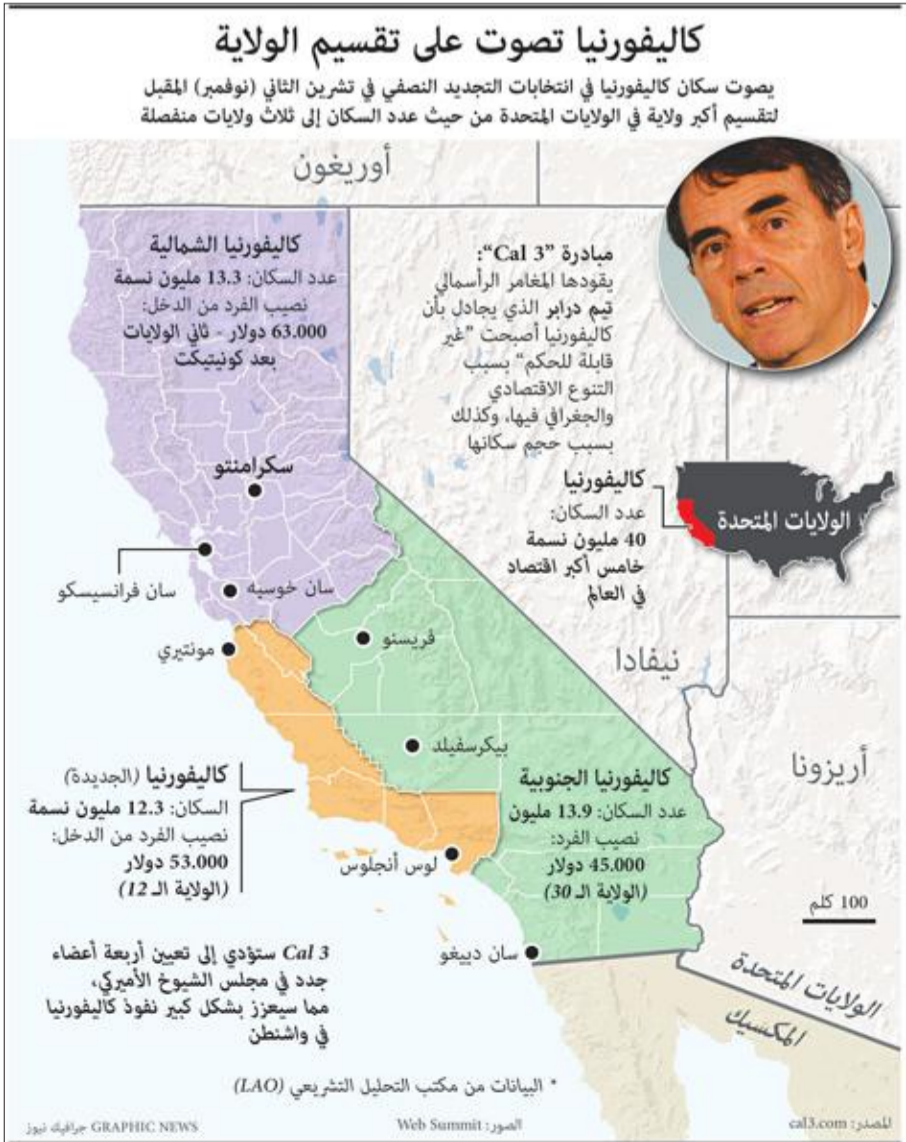 كاليفورنيا تصوت على تقسيم الولاية
يصوت سكان كاليفورنيا في انتخابات التجديد النصفي في تشرين الثاني (نوفمبر) المقبل
لتقسيم أكبر ولاية في الولايات المتحدة من حيث عدد السكان إلى ثلاث ولايات منفصلة
أوريغون
كاليفورنيا الشمالية
عدد السكان: 13.3 مليون نسمة
نصيب الفرد من الدخل:
63.000 دولار - ثاني الولايات
بعد كونيتيكت
مبادرة "Cal 3":
يقودها المغامر الرأسمالي
تيم درابر الذي يجادل بأن
كاليفورنيا أصبحت "غير
قابلة للحكم" بسبب
التنوع الاقتصادي
والجغرافي فيها، وكذلك
بسبب حجم سكانها
كاليفورنيا
عدد السكان:
40 مليون نسمة
خامس أكبر اقتصاد
في العالم
الولايات المتحدة
سكرامنتو
سان فرانسيسكو
سان خوسيه
مونتيري
فريسنو
نيفادا
بيكرسفيلد
أريزونا
كاليفورنيا الجنوبية
عدد السكان: 13.9 مليون
نصيب الفرد:
45.000 دولار
(الولاية الـ 30)
كاليفورنيا (الجديدة)
السكان: 12.3 مليون نسمة
نصيب الفرد من الدخل:
53.000 دولار
(الولاية الـ 12)
لوس أنجلوس
سان دييغو
100 كلم
الولايات المتحدة
المكسيك
Cal 3 ستؤدي إلى تعيين أربعة أعضاء
جدد في مجلس الشيوخ الأميركي،
مما سيعزز بشكل كبير نفوذ كاليفورنيا
في واشنطن
* البيانات من مكتب التحليل التشريعي (LAO)
المصدر: cal3.com
الصور: Web Summit
GRAPHIC NEWS جرافيك نيوز